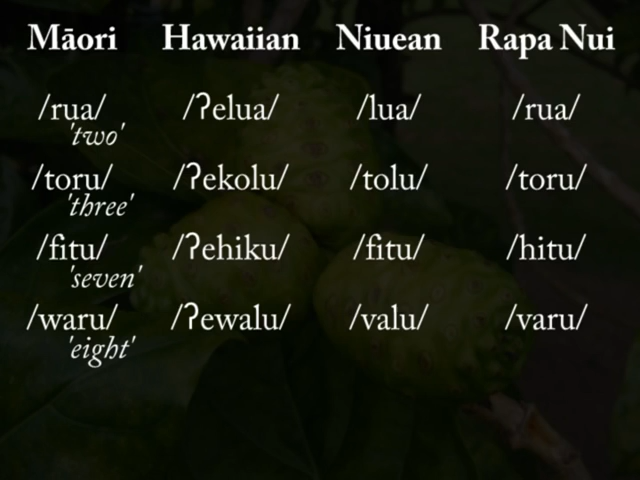 Māori Hawaiian Niuean Rapa Nui
/rua/ /ʔelua/ /lua/ /rua/
'two'
/toru/ /ʔekolu/ /tolu/ /toru/
'three'
/fitu/ /ʔehiku/ /fitu/ /hitu/
'seven'
/waru/ /ʔewalu/ /valu/ /varu/
'eight'